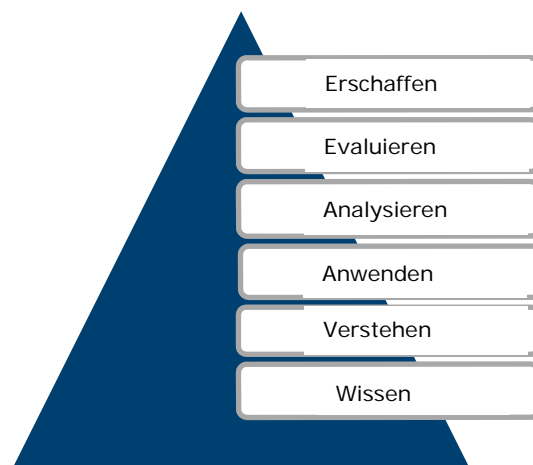 Erschaffen
Evaluieren
Analysieren
Anwenden
Verstehen
Wissen